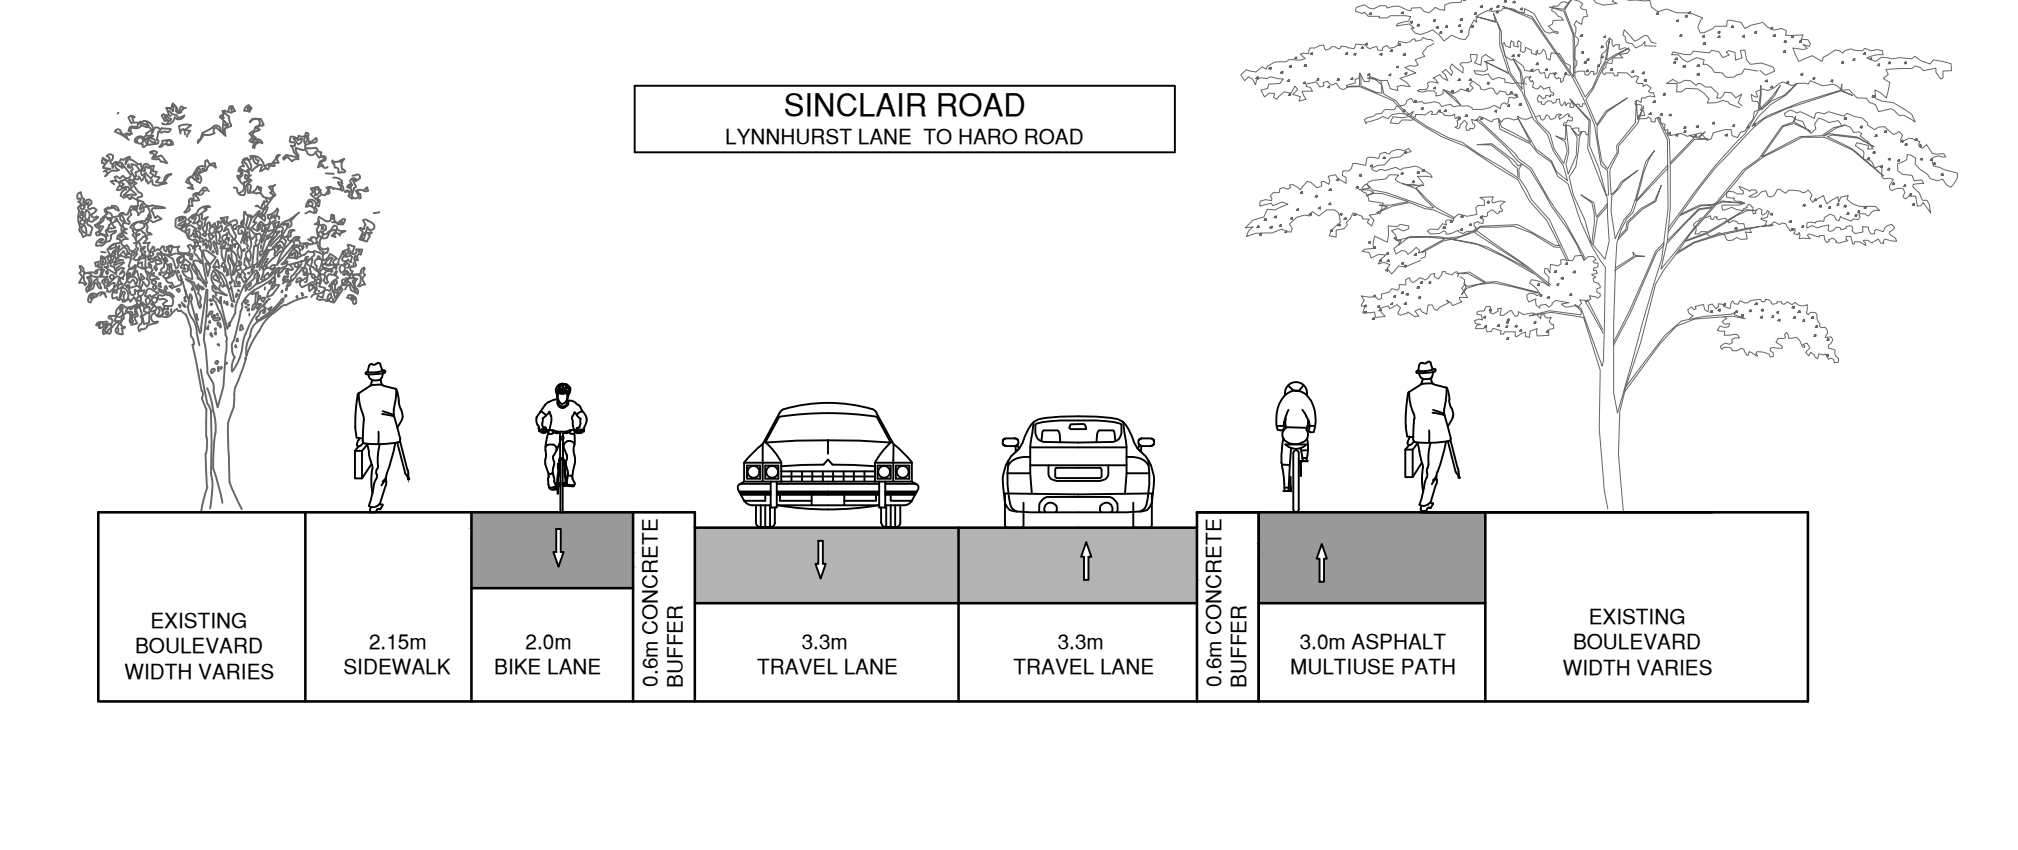 SINCLAIR ROAD
LYNNHURST LANE TO HARO ROAD
EXISTING
BOULEVARD
WIDTH VARIES
2.15m
SIDEWALK
2.0m
BIKE LANE
0.6m CONCRETE
BUFFER
3.3m
TRAVEL LANE
3.3m
TRAVEL LANE
0.6m CONCRETE
BUFFER
3.0m ASPHALT
MULTIUSE PATH
EXISTING
BOULEVARD
WIDTH VARIES